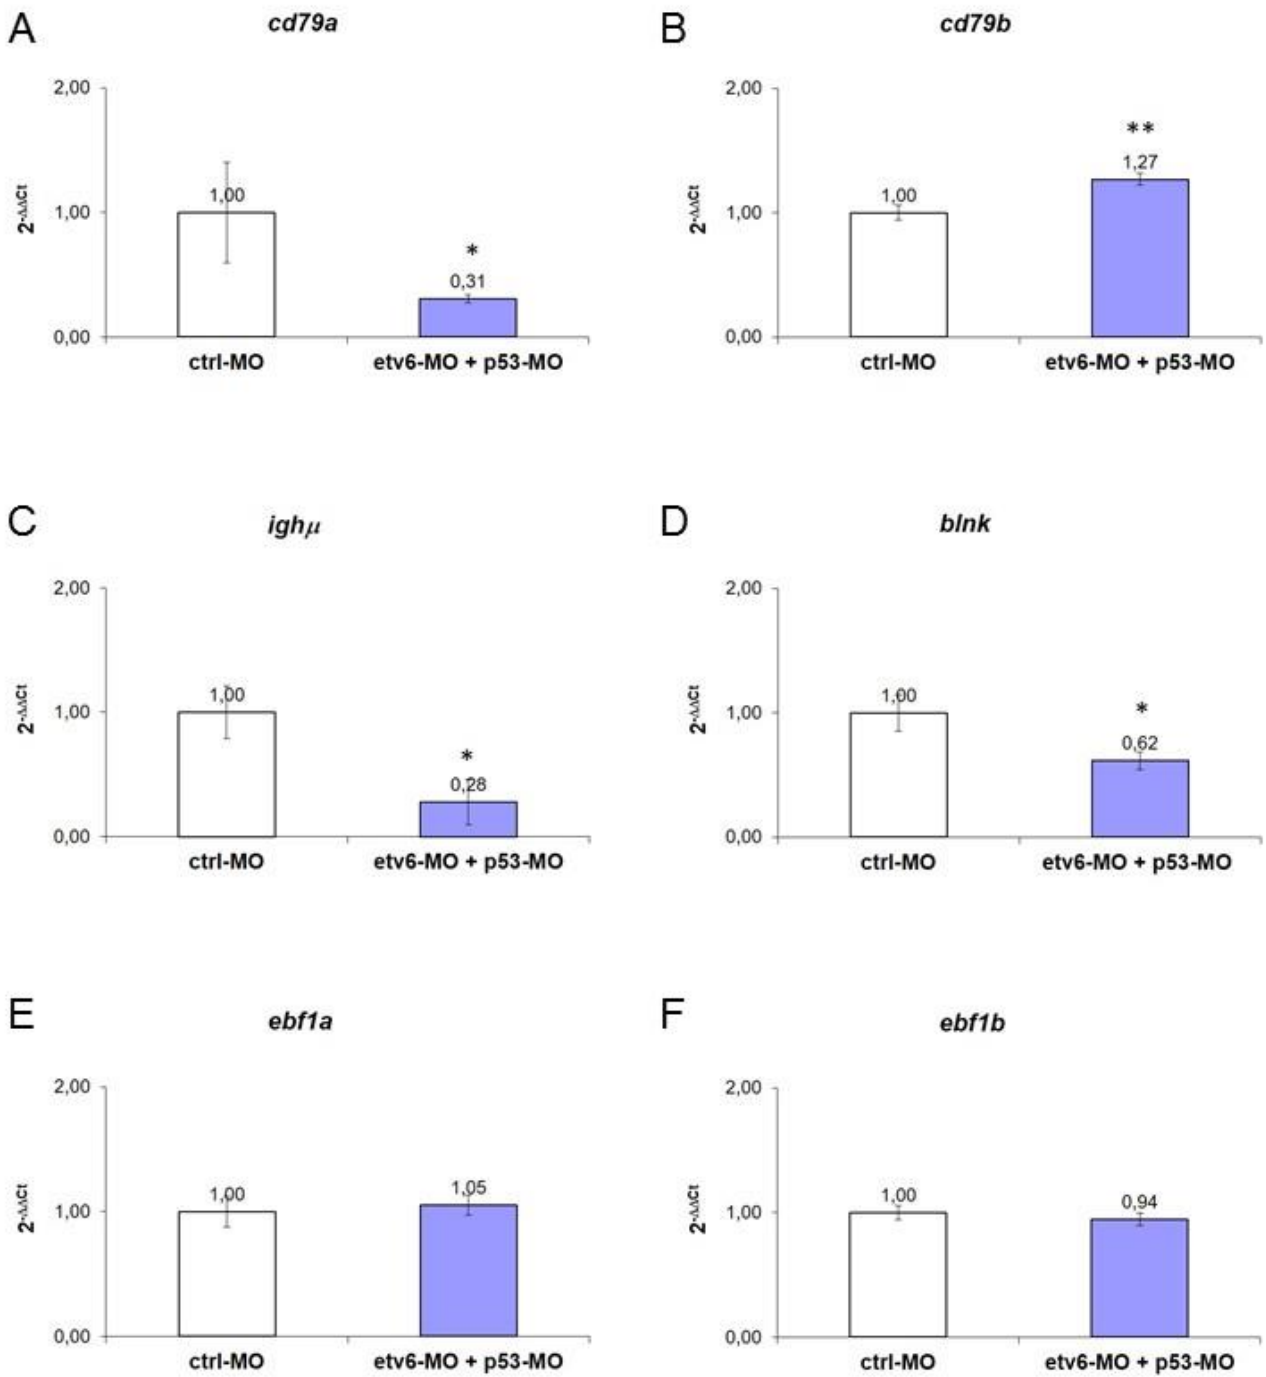 A
cd79a
2,00
1,00
0,00
2-ΔΔCt
1,00
*
0,31
ctrl-MO
etv6-MO + p53-MO
B
cd79b
2,00
1,00
0,00
2-ΔΔCt
1,00
**
1,27
ctrl-MO
etv6-MO + p53-MO
C
ighμ
2,00
1,00
0,00
2-ΔΔCt
1,00
*
0,28
ctrl-MO
etv6-MO + p53-MO
D
blnk
2,00
1,00
0,00
2-ΔΔCt
1,00
*
0,62
ctrl-MO
etv6-MO + p53-MO
E
ebf1a
2,00
1,00
0,00
2-ΔΔCt
1,00
1,05
ctrl-MO
etv6-MO + p53-MO
F
ebf1b
2,00
1,00
0,00
2-ΔΔCt
1,00
0,94
ctrl-MO
etv6-MO + p53-MO